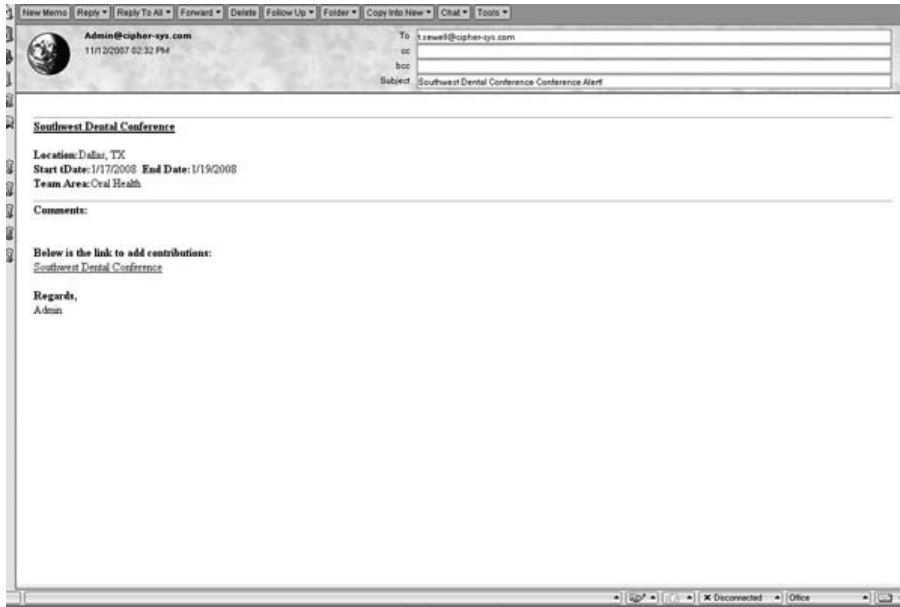 New Memo Reply Reply To All Forward Delete Follow Up Folder Copy Into New Chat Tools
Admin@cipher-sys.com
11/12/2007 02:32 PM
To t.sewell@cipher-sys.com
cc
bcc
Subject Southwest Dental Conference Conference Alert!
Southwest Dental Conference
Location:Dallas, TX
Start tDate:1/17/2008 End Date:1/19/2008
Team Area:Oral Health
Comments:
Below is the link to add contributions:
Southwest Dental Conference
Regards,
Admin
Disconnected Office